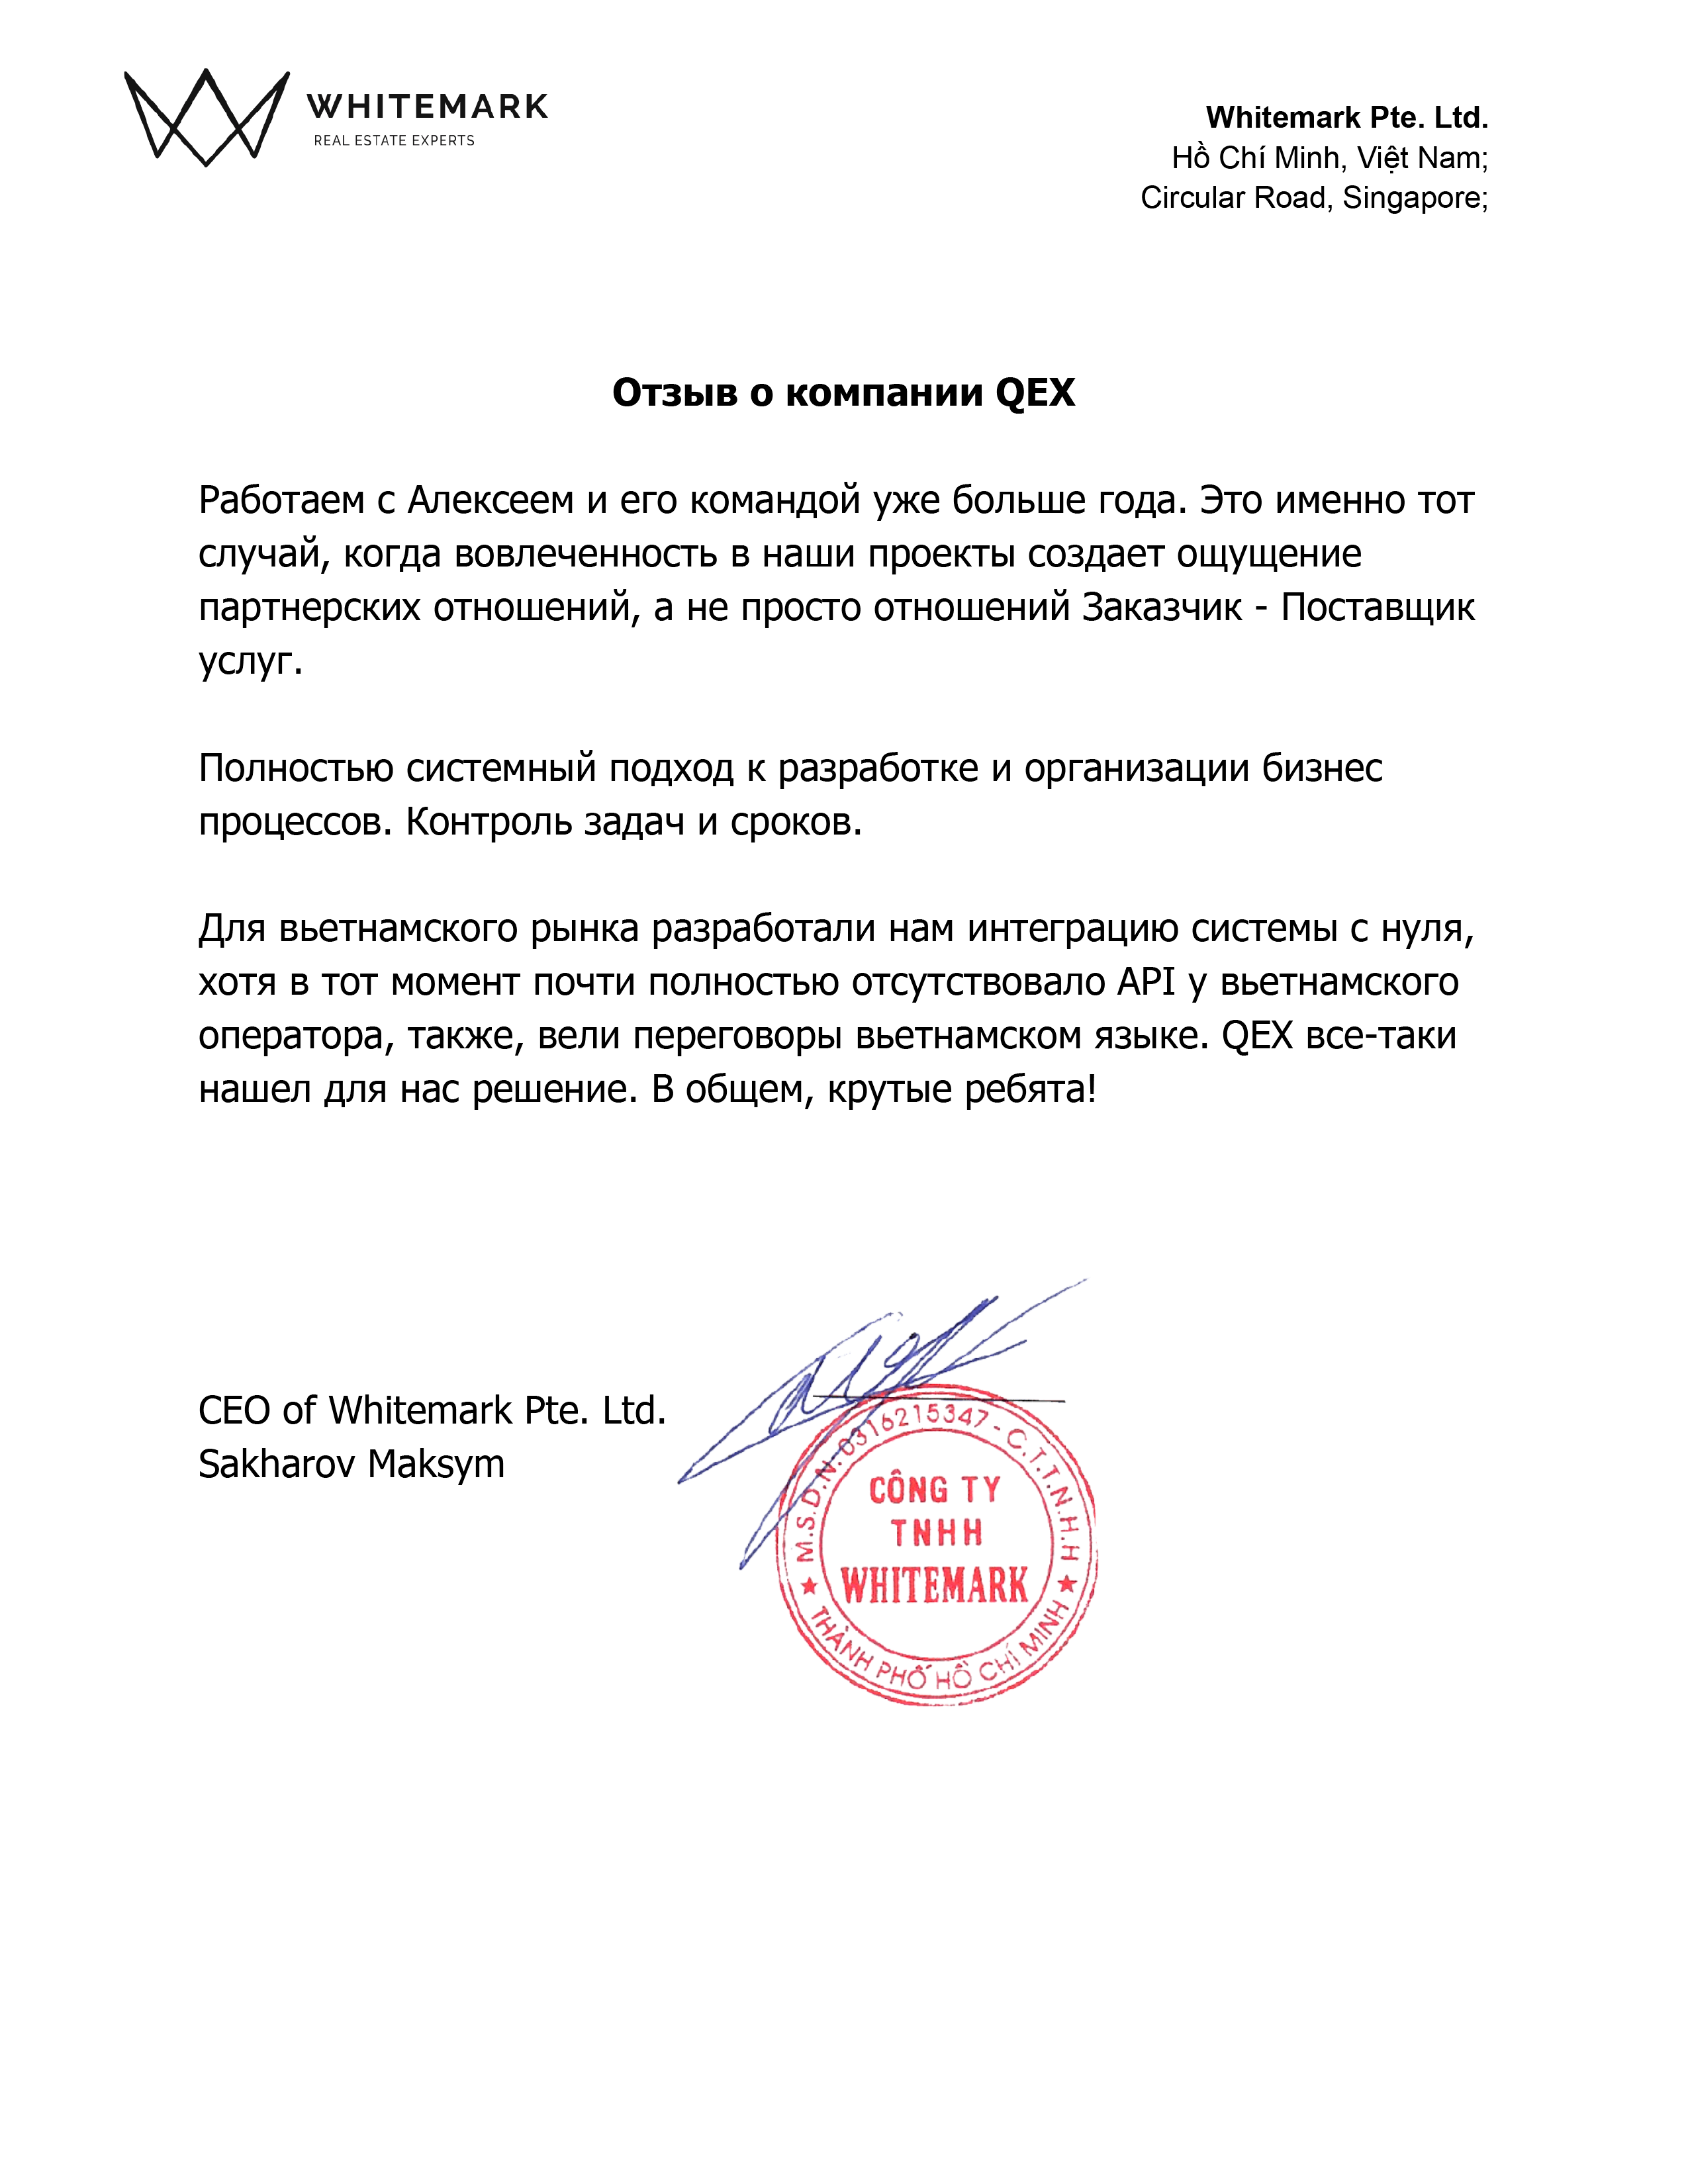 WHITEMARK
REAL ESTATE EXPERTS
Whitemark Pte. Ltd.
Hồ Chí Minh, Việt Nam;
Circular Road, Singapore;
Отзыв о компании QEX
Работаем с Алексеем и его командой уже больше года. Это именно тот
случай, когда вовлеченность в наши проекты создает ощущение
партнерских отношений, а не просто отношений Заказчик - Поставщик
услуг.
Полностью системный подход к разработке и организации бизнес
процессов. Контроль задач и сроков.
Для вьетнамского рынка разработали нам интеграцию системы с нуля,
хотя в тот момент почти полностью отсутствовало API у вьетнамского
оператора, также, вели переговоры вьетнамском языке. QEX все-таки
нашел для нас решение. В общем, крутые ребята!
CEO of Whitemark Pte. Ltd.
Sakharov Maksym
M.S.D.N: 0316215347 - C.T.T.N.H.H
CÔNG TY
TNHH
WHITEMARK
★ THÀNH PHỐ HỒ CHÍ MINH ★